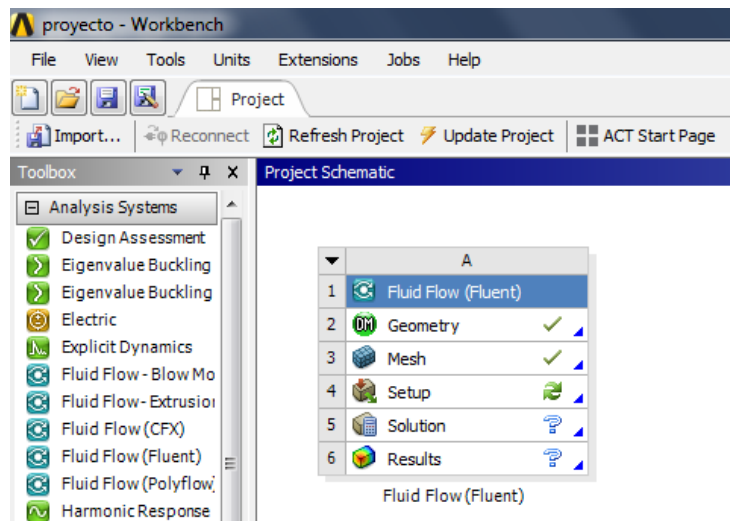 proyecto - Workbench
File View Tools Units Extensions Jobs Help
Project
Import... Reconnect Refresh Project Update Project ACT Start Page
Toolbox X Project Schematic
Analysis Systems
Design Assessment
Eigenvalue Buckling
Eigenvalue Buckling
Electric
Explicit Dynamics
Fluid Flow - Blow Mo
Fluid Flow - Extrusion
Fluid Flow (CFX)
Fluid Flow (Fluent)
Fluid Flow (Polyflow)
Harmonic Response
A
1 Fluid Flow (Fluent)
2 DM Geometry
3 Mesh
4 Setup
5 Solution ?
6 Results ?
Fluid Flow (Fluent)